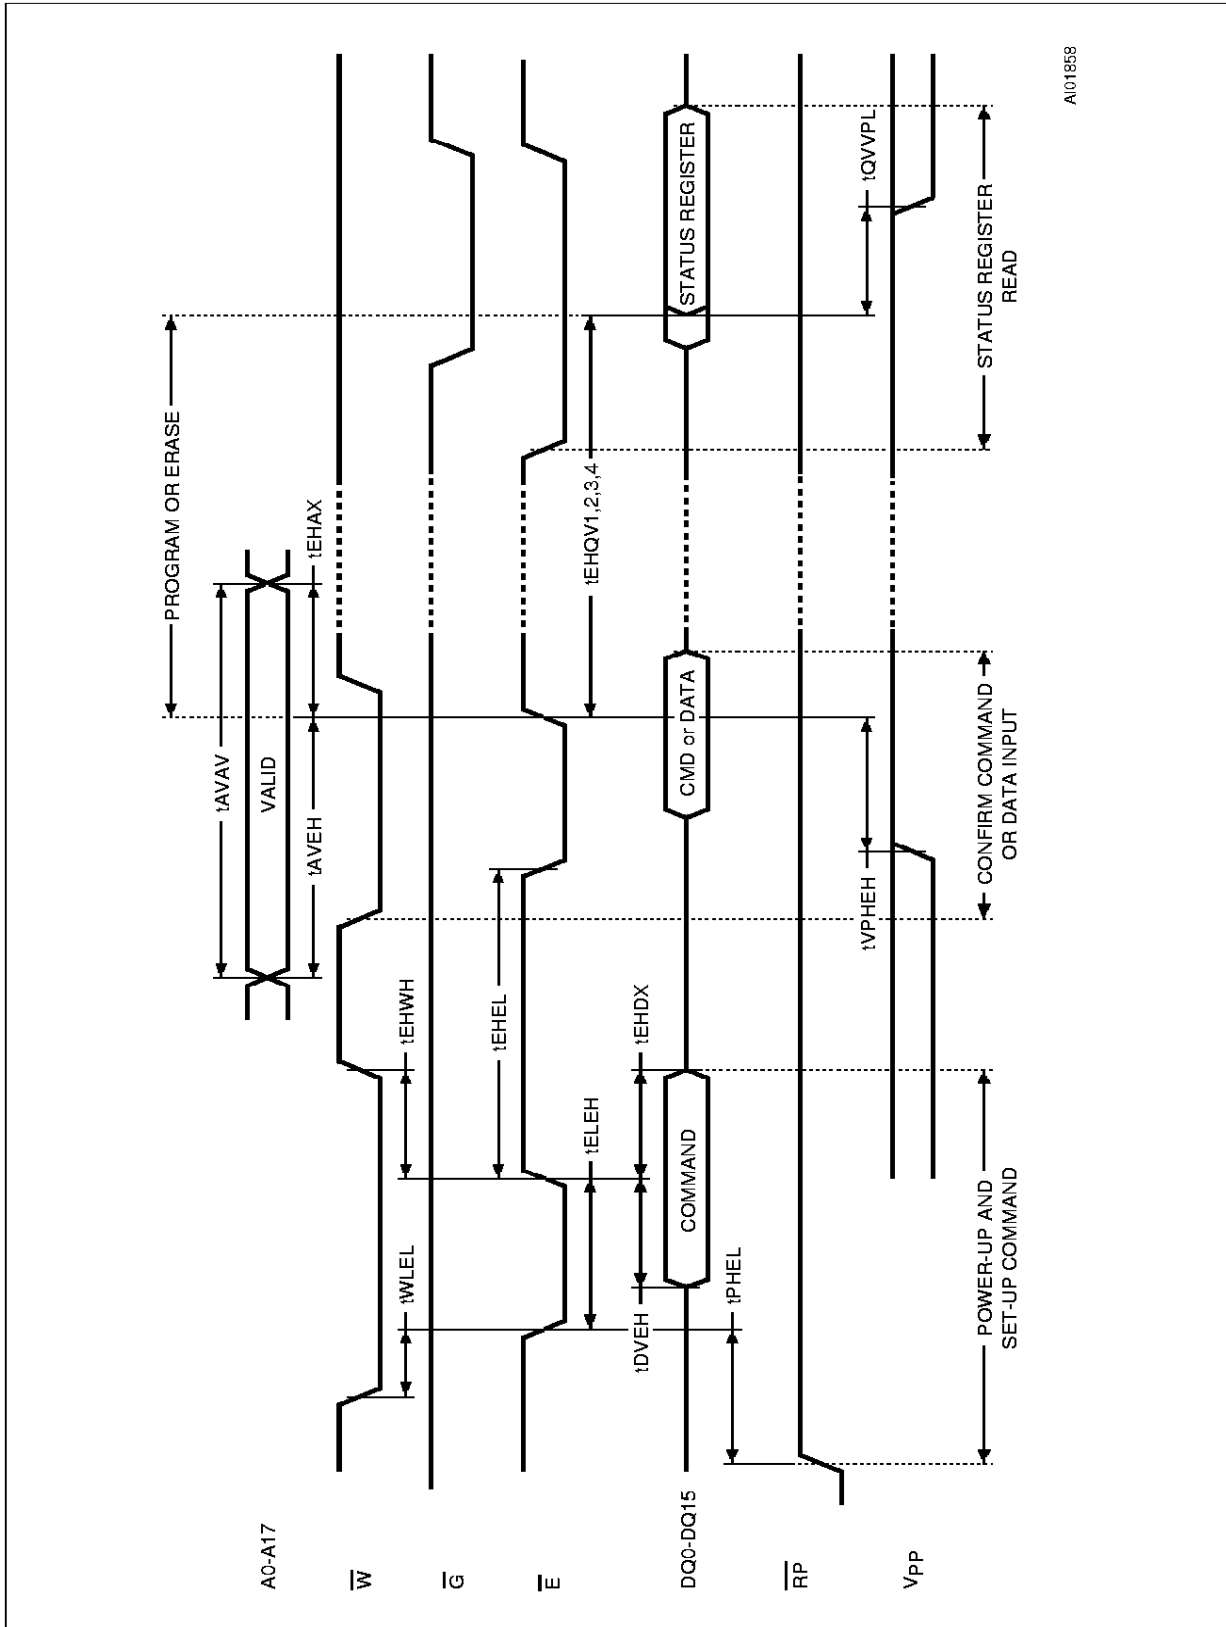 PROGRAM OR ERASE
tAVAV
A0-A17
VALID
tAVEH
tEHAX
W
tWLEL
tEHWH
G
tEHEL
E
tELEH
tEHQV1,2,3,4
tDVEH
tEHDX
DQ0-DQ15
COMMAND
CMD or DATA
STATUS REGISTER
tPHEL
RP
tVPHEH
tQVVPL
VPP
POWER-UP AND
SET-UP COMMAND
CONFIRM COMMAND
OR DATA INPUT
STATUS REGISTER
READ
AI01858